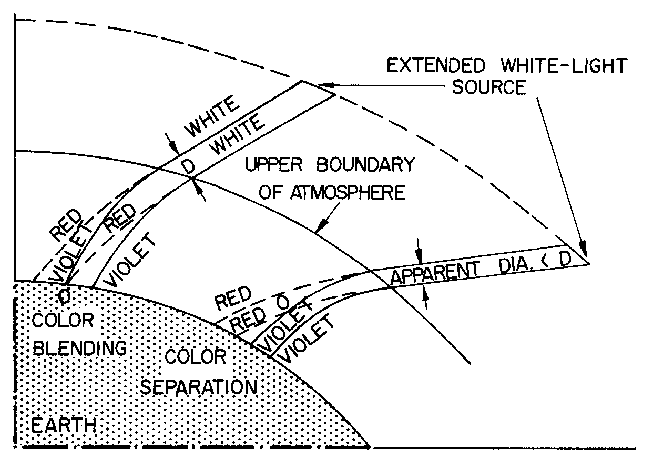 EXTENDED WHITE-LIGHT
SOURCE
WHITE
D WHITE
UPPER BOUNDARY
OF ATMOSPHERE
RED
RED
VIOLET
VIOLET
O
APPARENT DIA. < D
RED
RED
O
VIOLET
VIOLET
COLOR
BLENDING
COLOR
SEPARATION
EARTH